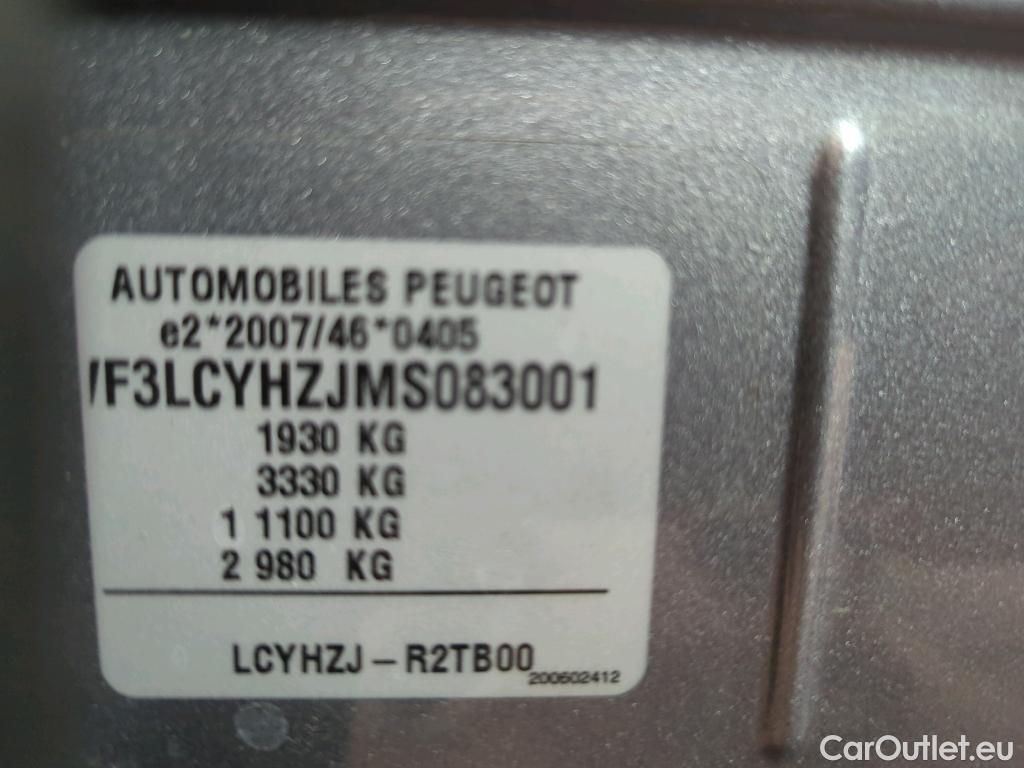 AUTOMOBILES PEUGEOT
e2*2007/46*0405
VF3LCYHZJMS083001
1930 KG
3330 KG
1 1100 KG
2 980 KG
LCYHZJ - R2TB00
200602412
CarOutlet.eu